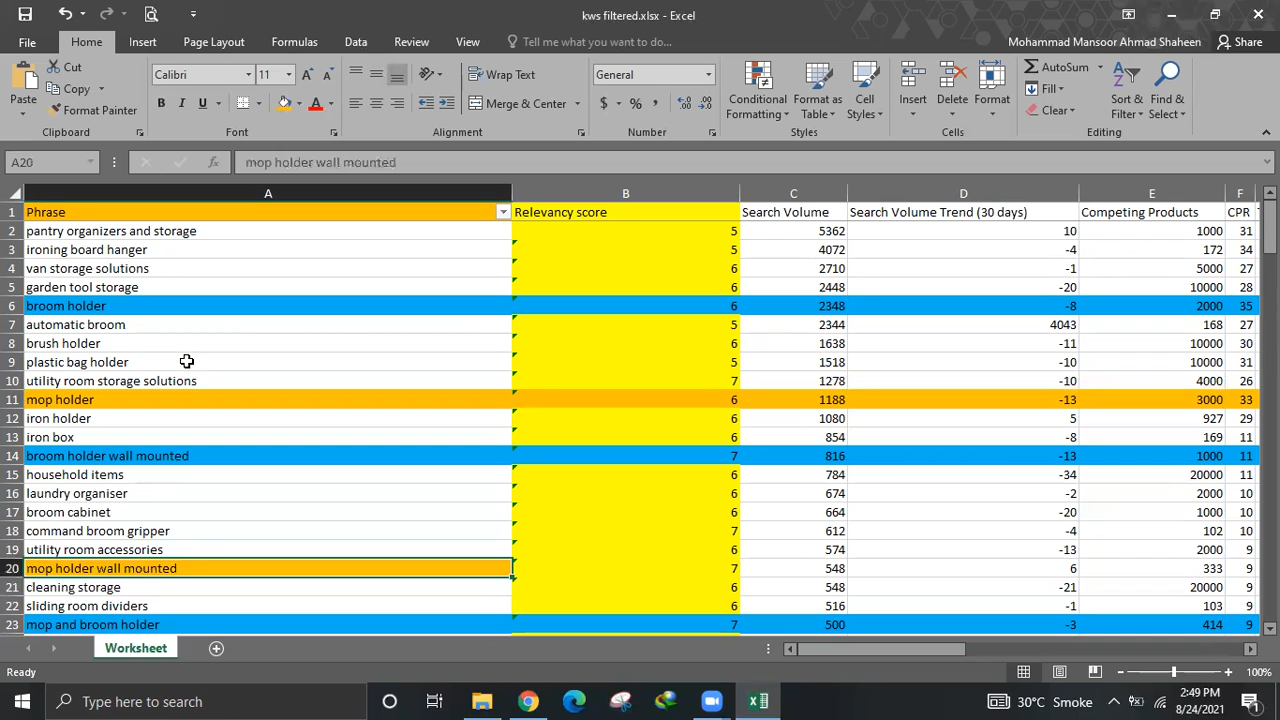 kws filtered.xlsx - Excel
File Home Insert Page Layout Formulas Data Review View Tell me what you want to do... Mohammad Mansoor Ahmad Shaheen Share
Paste Cut Copy Format Painter
Calibri 11
B I U A
Wrap Text
Merge & Center
General
$ % ,
Conditional Formatting Format as Table Cell Styles
Insert Delete Format
AutoSum Fill Clear
Sort & Filter Find & Select
Clipboard Font Alignment Number Styles Cells Editing
A20 fx mop holder wall mounted
A B C D E F
1 Phrase Relevancy score Search Volume Search Volume Trend (30 days) Competing Products CPR
2 pantry organizers and storage 5 5362 10 1000 31
3 ironing board hanger 5 4072 -4 172 34
4 van storage solutions 6 2710 -1 5000 27
5 garden tool storage 6 2448 -20 10000 28
6 broom holder 6 2348 -8 2000 35
7 automatic broom 5 2344 4043 168 27
8 brush holder 6 1638 -11 10000 30
9 plastic bag holder 5 1518 -10 10000 31
10 utility room storage solutions 7 1278 -10 4000 26
11 mop holder 6 1188 -13 3000 33
12 iron holder 6 1080 5 927 29
13 iron box 6 854 -8 169 11
14 broom holder wall mounted 7 816 -13 1000 11
15 household items 6 784 -34 20000 11
16 laundry organiser 6 674 -2 2000 10
17 broom cabinet 6 664 -20 1000 10
18 command broom gripper 7 612 -4 102 10
19 utility room accessories 6 574 -13 2000 9
20 mop holder wall mounted 7 548 6 333 9
21 cleaning storage 6 548 -21 20000 9
22 sliding room dividers 6 516 -1 103 9
23 mop and broom holder 7 500 -3 414 9
Worksheet
Ready 100%
Type here to search 30°C Smoke 2:49 PM
8/24/2021 1